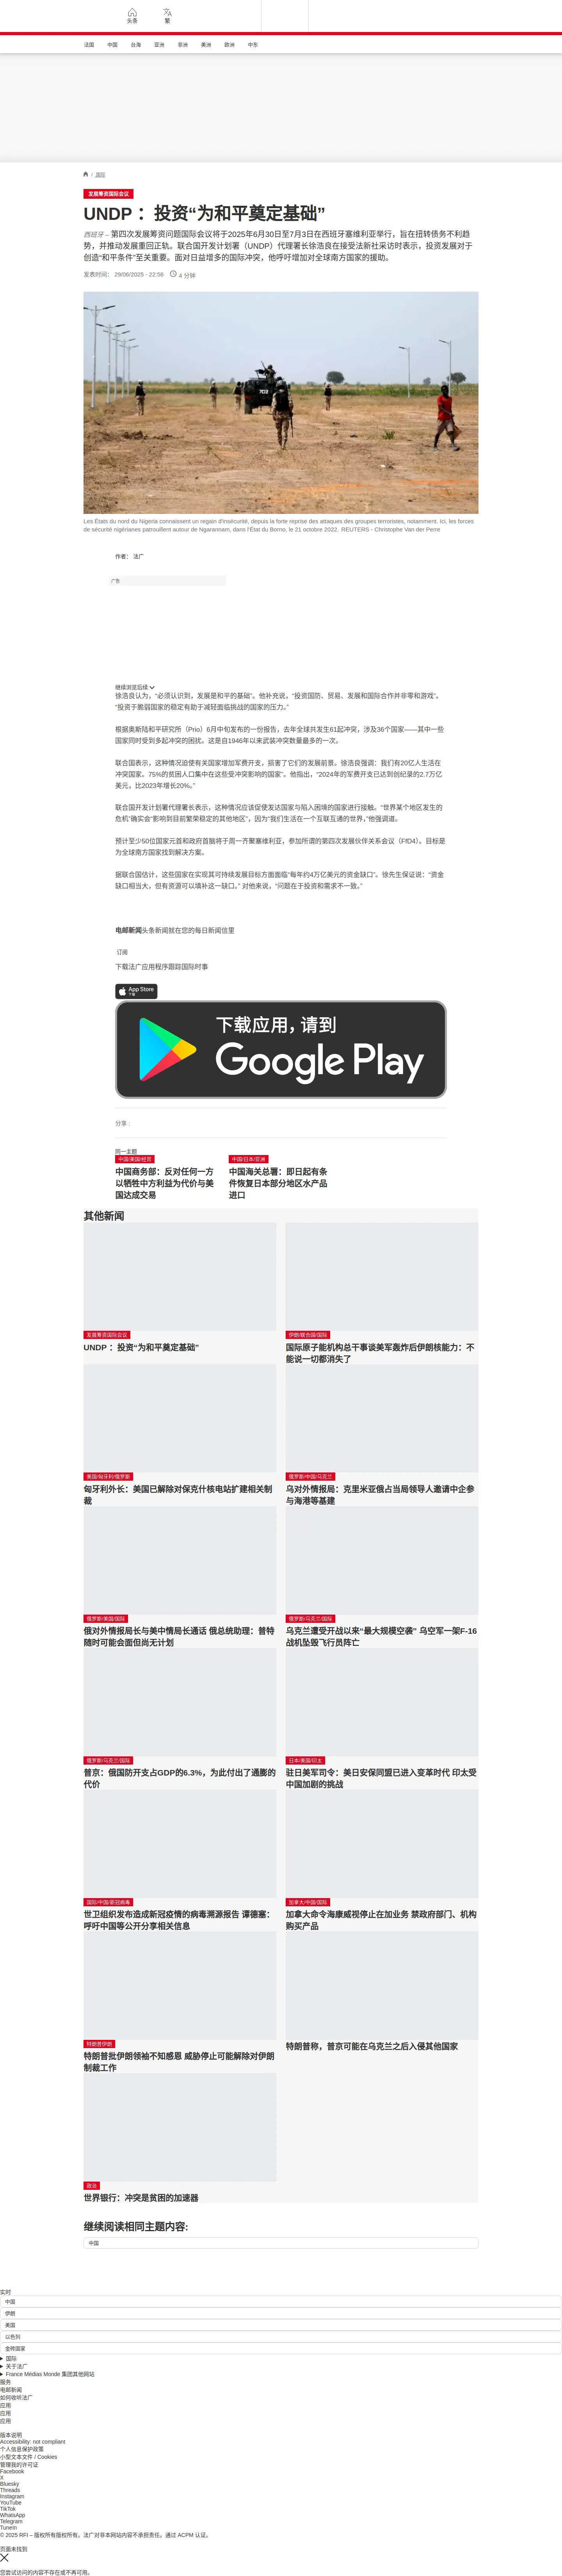 头条
繁
法国
中国
台海
亚洲
非洲
美洲
欧洲
中东
/ 国际
发展筹资国际会议
UNDP ：投资“为和平奠定基础”
西班牙 – 第四次发展筹资问题国际会议将于2025年6月30日至7月3日在西班牙塞维利亚举行，旨在扭转债务不利趋
势，并推动发展重回正轨。联合国开发计划署（UNDP）代理署长徐浩良在接受法新社采访时表示，投资发展对于
创造“和平条件”至关重要。面对日益增多的国际冲突，他呼吁增加对全球南方国家的援助。
发表时间： 29/06/2025 - 22:56
4 分钟
Les États du nord du Nigeria connaissent un regain d'insécurité, depuis la forte reprise des attaques des groupes terroristes, notamment. Ici, les forces
de sécurité nigérianes patrouillent autour de Ngarannam, dans l'État du Borno, le 21 octobre 2022. REUTERS - Christophe Van der Perre
作者： 法广
广告
继续浏览后续
徐浩良认为，“必须认识到，发展是和平的基础”。他补充说，“投资国防、贸易、发展和国际合作并非零和游戏”。
“投资于脆弱国家的稳定有助于减轻面临挑战的国家的压力。”
根据奥斯陆和平研究所（Prio）6月中旬发布的一份报告，去年全球共发生61起冲突，涉及36个国家——其中一些
国家同时受到多起冲突的困扰。这是自1946年以来武装冲突数量最多的一次。
联合国表示，这种情况迫使有关国家增加军费开支，损害了它们的发展前景。徐浩良强调：我们有20亿人生活在
冲突国家。75%的贫困人口集中在这些受冲突影响的国家”。他指出，“2024年的军费开支已达到创纪录的2.7万亿
美元，比2023年增长20%。”
联合国开发计划署代理署长表示，这种情况应该促使发达国家与陷入困境的国家进行接触。“世界某个地区发生的
危机“确实会”影响到目前繁荣稳定的其他地区”，因为“我们生活在一个互联互通的世界，”他强调道。
预计至少50位国家元首和政府首脑将于周一齐聚塞维利亚，参加所谓的第四次发展伙伴关系会议（FfD4）。目标是
为全球南方国家找到解决方案。
据联合国估计，这些国家在实现其可持续发展目标方面面临“每年约4万亿美元的资金缺口”。徐先生保证说：“资金
缺口相当大，但有资源可以填补这一缺口。” 对他来说，“问题在于投资和需求不一致。”
电邮新闻头条新闻就在您的每日新闻信里
订阅
下载法广应用程序跟踪国际时事
App Store
下载
下载应用，请到
Google Play
分享 :
同一主题
中国/美国/经贸
中国商务部：反对任何一方
以牺牲中方利益为代价与美
国达成交易
中国/日本/亚洲
中国海关总署：即日起有条
件恢复日本部分地区水产品
进口
其他新闻
发展筹资国际会议
UNDP ：投资“为和平奠定基础”
伊朗/联合国/国际
国际原子能机构总干事谈美军轰炸后伊朗核能力：不
能说一切都消失了
美国/匈牙利/俄罗斯
匈牙利外长：美国已解除对保克什核电站扩建相关制
裁
俄罗斯/中国/乌克兰
乌对外情报局：克里米亚俄占当局领导人邀请中企参
与海港等基建
俄罗斯/美国/国际
俄对外情报局长与美中情局长通话 俄总统助理：普特
随时可能会面但尚无计划
俄罗斯/乌克兰/国际
乌克兰遭受开战以来“最大规模空袭” 乌空军一架F-16
战机坠毁飞行员阵亡
俄罗斯/乌克兰/国际
普京：俄国防开支占GDP的6.3%，为此付出了通膨的
代价
日本/美国/印太
驻日美军司令：美日安保同盟已进入变革时代 印太受
中国加剧的挑战
国际/中国/新冠病毒
世卫组织发布造成新冠疫情的病毒溯源报告 谭德塞：
呼吁中国等公开分享相关信息
加拿大/中国/国际
加拿大命令海康威视停止在加业务 禁政府部门、机构
购买产品
特朗普伊朗
特朗普批伊朗领袖不知感恩 威胁停止可能解除对伊朗
制裁工作
特朗普称，普京可能在乌克兰之后入侵其他国家
政治
世界银行：冲突是贫困的加速器
继续阅读相同主题内容:
中国
实时
中国
伊朗
美国
以色列
金砖国家
国际
关于法广
France Médias Monde 集团其他网站
服务
电邮新闻
如何收听法广
应用
应用
应用
版本说明
Accessibility: not compliant
个人信息保护政策
小型文本文件 / Cookies
管理我的许可证
Facebook
X
Bluesky
Threads
Instagram
YouTube
TikTok
WhatsApp
Telegram
TuneIn
© 2025 RFI – 版权所有版权所有。法广对非本网站内容不承担责任。通过 ACPM 认证。
页面未找到
您尝试访问的内容不存在或不再可用。